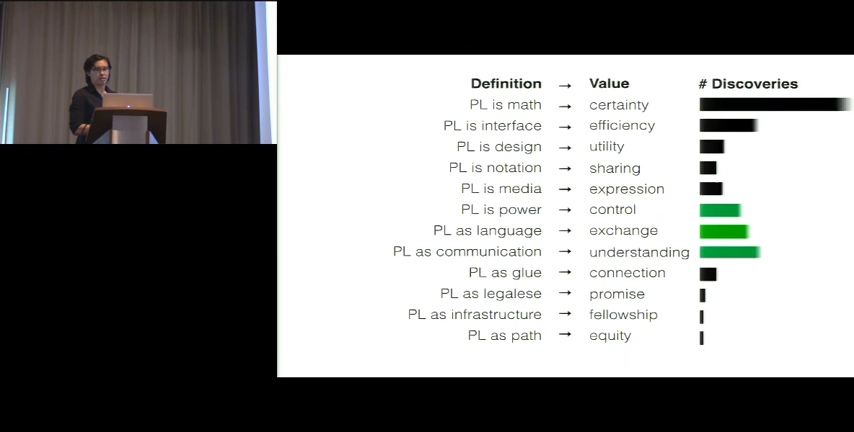 Definition → Value # Discoveries
PL is math → certainty
PL is interface → efficiency
PL is design → utility
PL is notation → sharing
PL is media → expression
PL is power → control
PL as language → exchange
PL as communication → understanding
PL as glue → connection
PL as legalese → promise
PL as infrastructure → fellowship
PL as path → equity